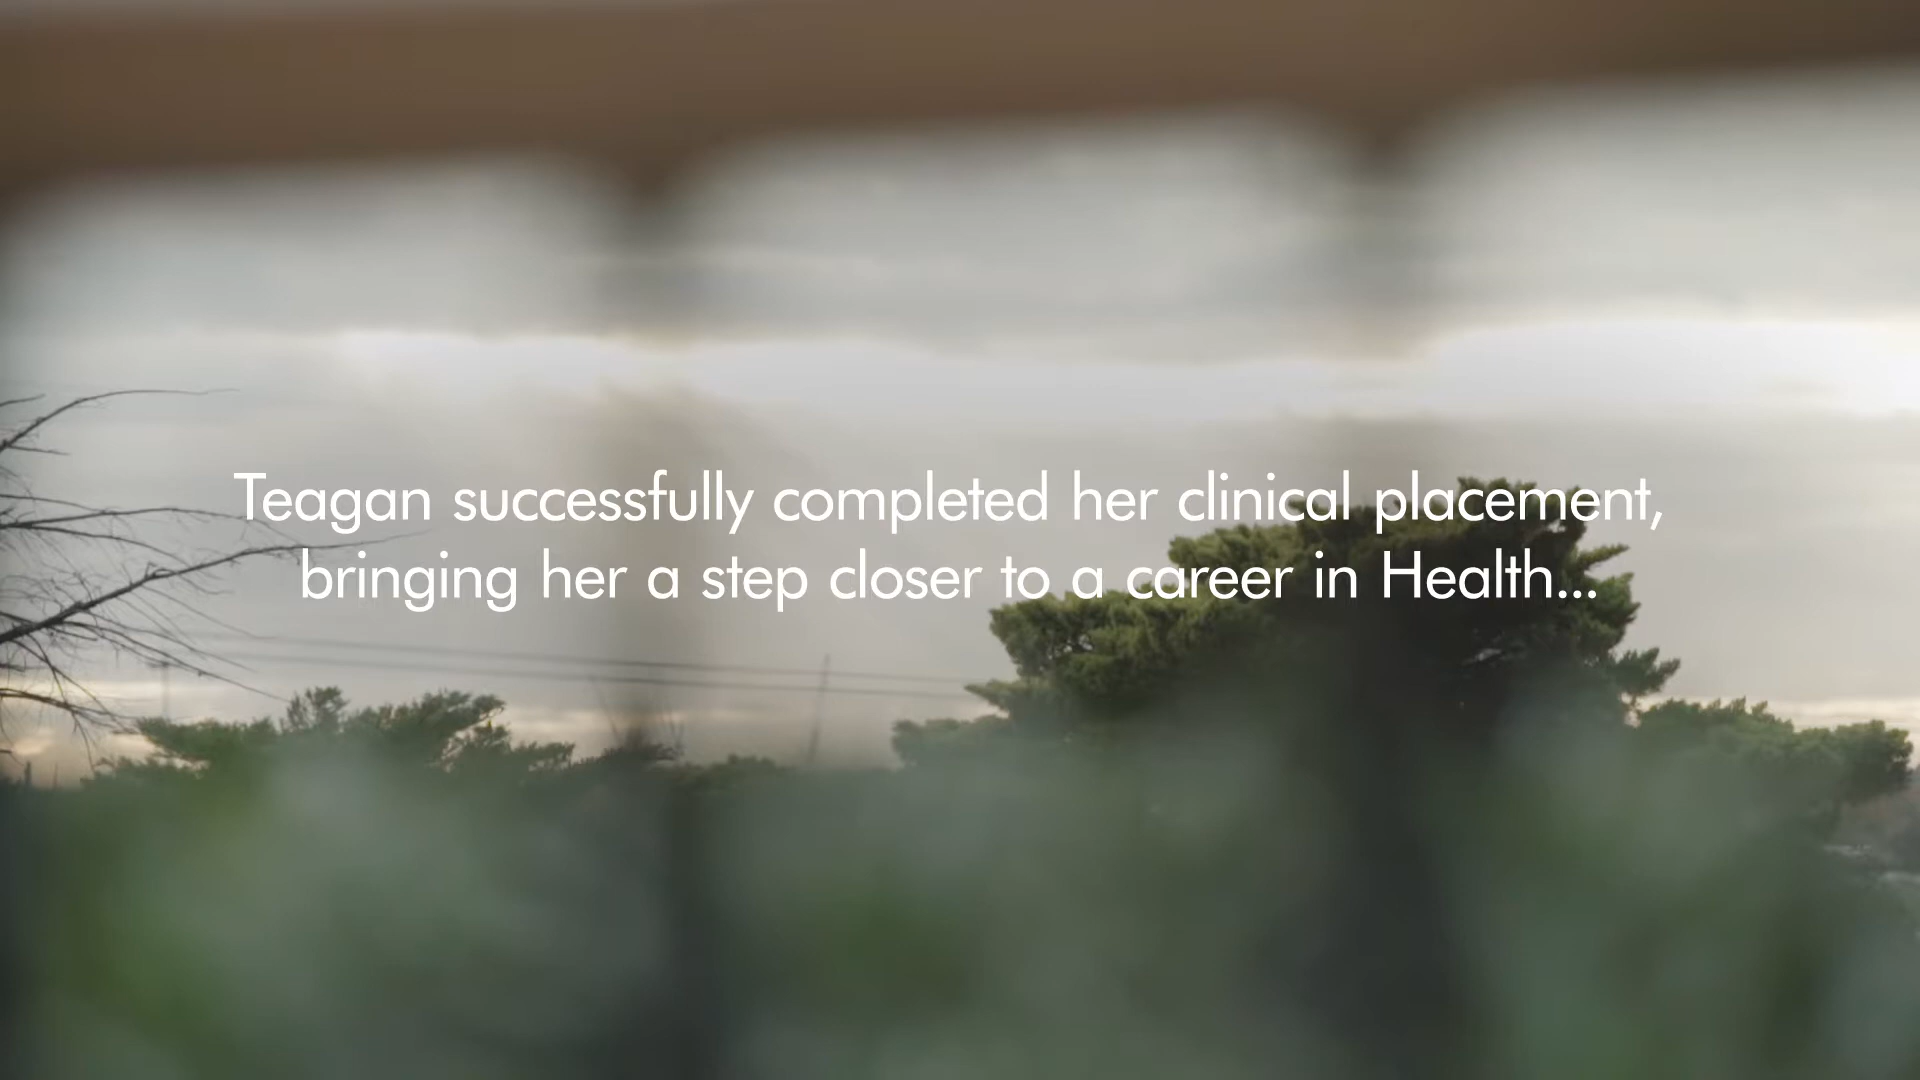 Teagan successfully completed her clinical placement,
bringing her a step closer to a career in Health...